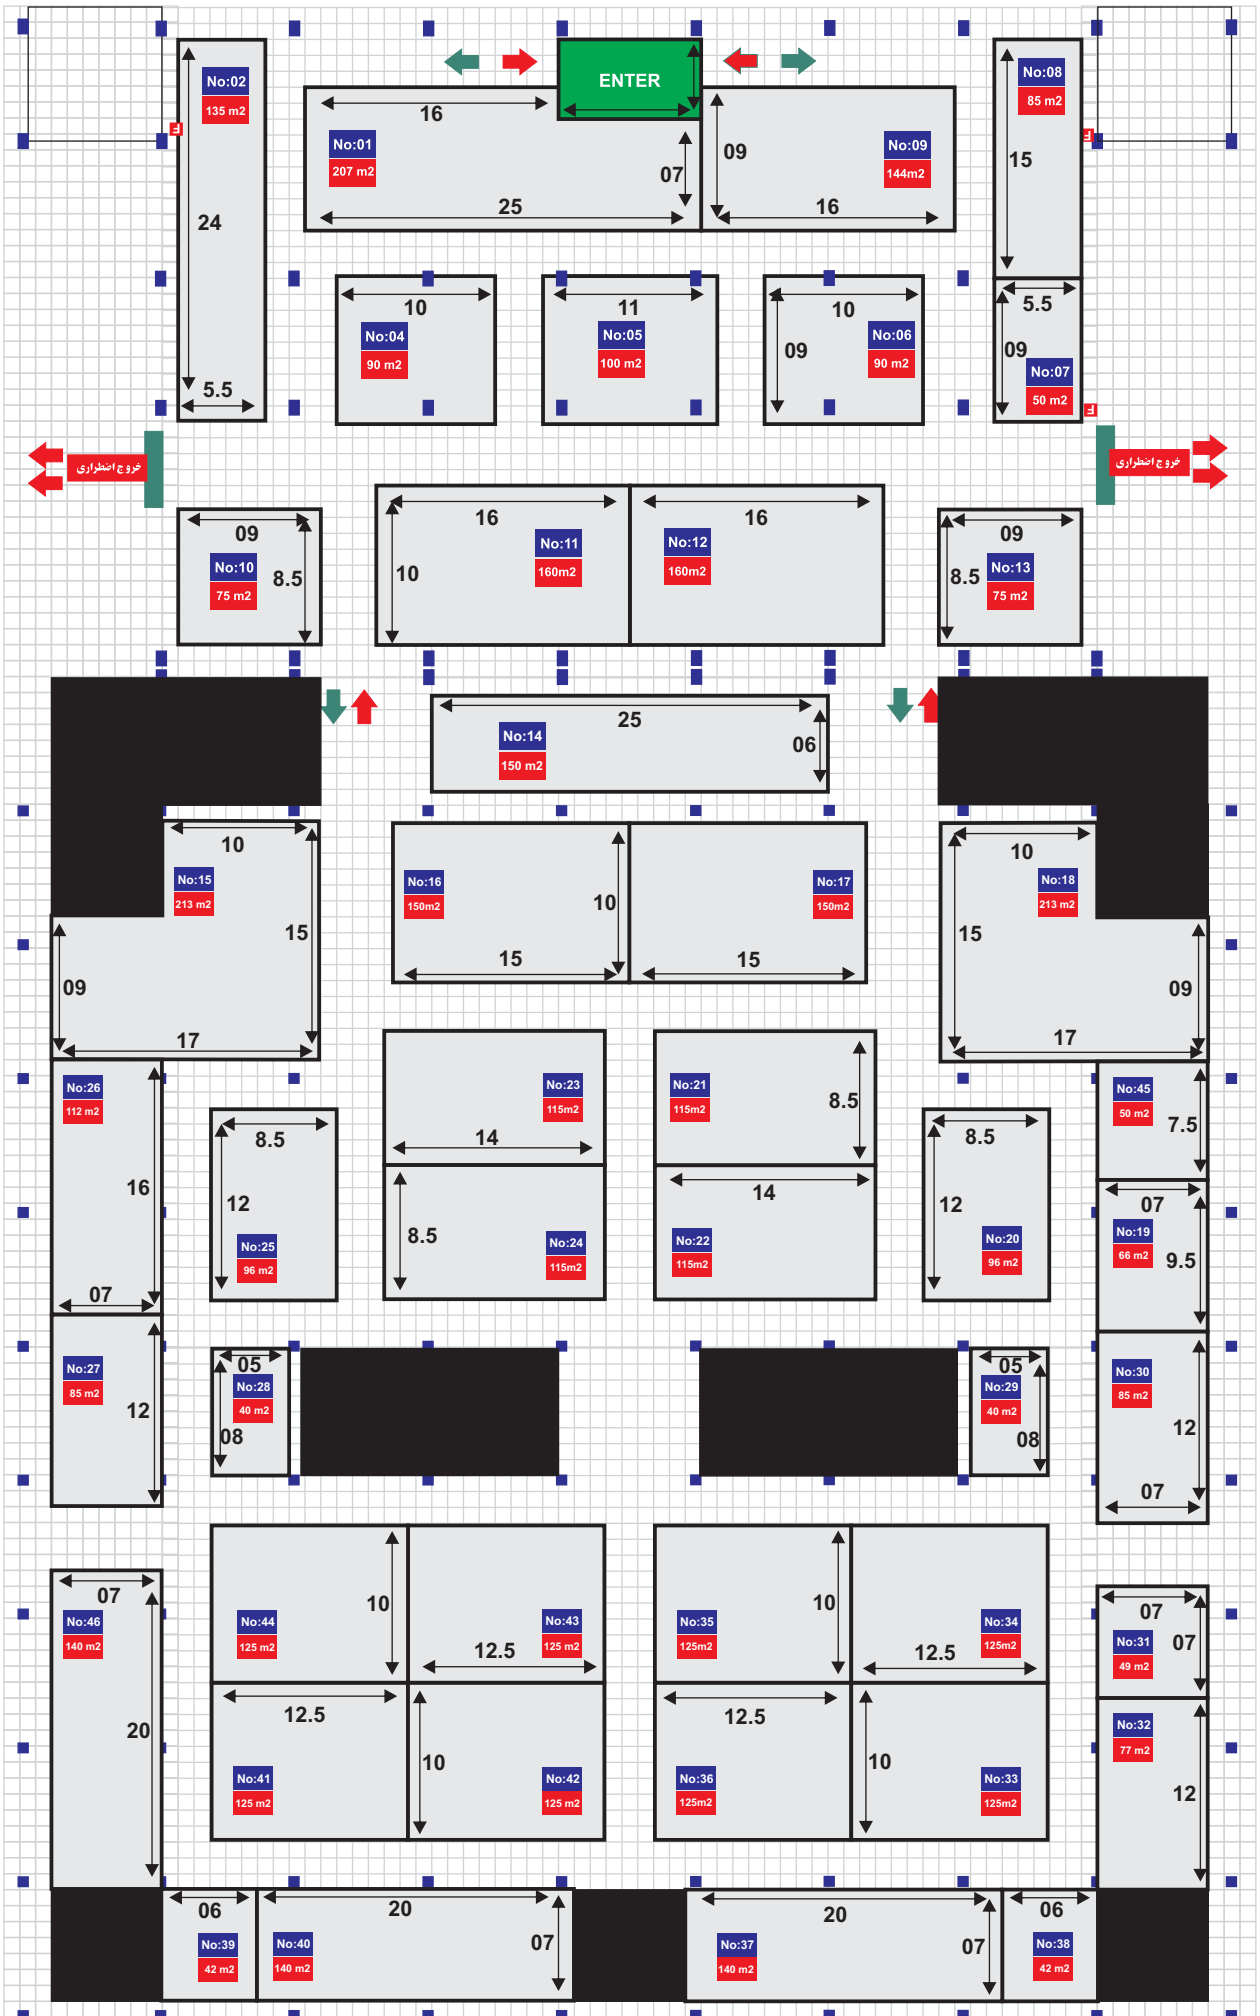 ENTER
No:02
135 m2
24
5.5
F
16
No:01
207 m2
07
25
09
No:09
144m2
16
No:08
85 m2
15
F
10
No:04
90 m2
11
No:05
100 m2
10
09
No:06
90 m2
5.5
09
No:07
50 m2
F
خروج اضطراری
خروج اضطراری
09
No:10
75 m2
8.5
16
No:11
160m2
10
16
No:12
160m2
09
8.5
No:13
75 m2
25
No:14
150 m2
06
10
No:15
213 m2
15
09
17
No:16
150m2
10
15
No:17
150m2
15
10
No:18
213 m2
15
09
17
No:26
112 m2
16
07
8.5
12
No:25
96 m2
No:23
115m2
14
8.5
No:24
115m2
No:21
115m2
8.5
14
No:22
115m2
8.5
12
No:20
96 m2
No:45
50 m2
7.5
07
No:19
66 m2
9.5
No:27
85 m2
12
05
No:28
40 m2
08
05
No:29
40 m2
08
No:30
85 m2
12
07
07
No:46
140 m2
20
No:44
125 m2
10
No:43
125 m2
12.5
12.5
No:41
125 m2
10
No:42
125 m2
No:35
125m2
10
No:34
125m2
12.5
12.5
No:36
125m2
10
No:33
125m2
07
No:31
49 m2
07
No:32
77 m2
12
06
No:39
42 m2
20
No:40
140 m2
07
20
No:37
140 m2
07
06
No:38
42 m2